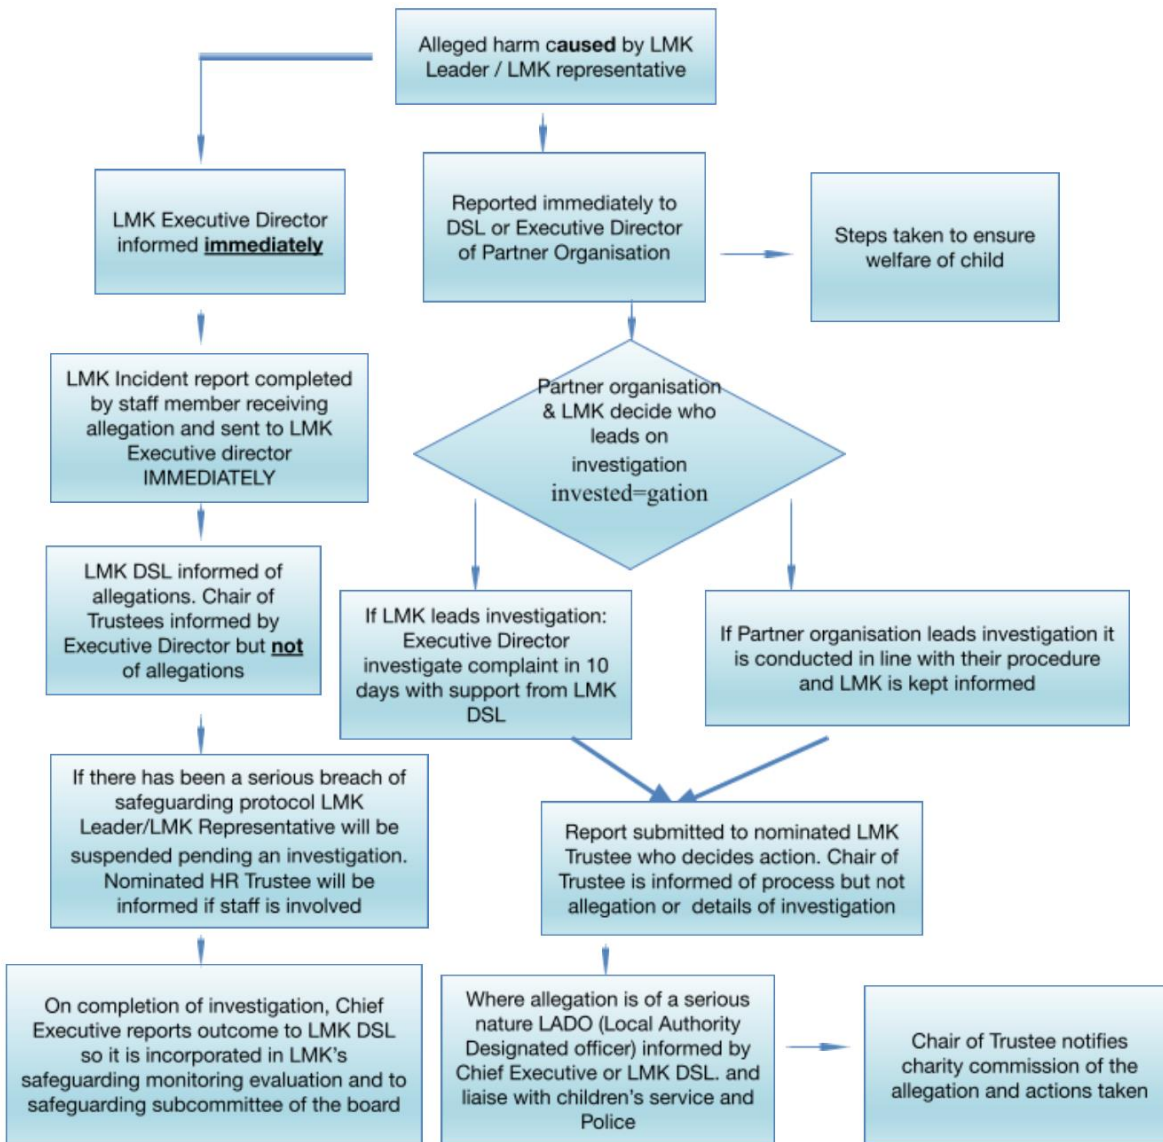 Alleged harm caused by LMK
Leader / LMK representative
LMK Executive Director
informed immediately
Reported immediately to
DSL or Executive Director
of Partner Organisation
Steps taken to ensure
welfare of child
LMK Incident report completed
by staff member receiving
allegation and sent to LMK
Executive director
IMMEDIATELY
Partner organisation
& LMK decide who
leads on
investigation
invested=gation
LMK DSL informed of
allegations. Chair of
Trustees informed by
Executive Director but not
of allegations
If LMK leads investigation:
Executive Director
investigate complaint in 10
days with support from LMK
DSL
If Partner organisation leads investigation it
is conducted in line with their procedure
and LMK is kept informed
If there has been a serious breach of
safeguarding protocol LMK
Leader/LMK Representative will be
suspended pending an investigation.
Nominated HR Trustee will be
informed if staff is involved
Report submitted to nominated LMK
Trustee who decides action. Chair of
Trustee is informed of process but not
allegation or details of investigation
On completion of investigation, Chief
Executive reports outcome to LMK DSL
so it is incorporated in LMK's
safeguarding monitoring evaluation and to
safeguarding subcommittee of the board
Where allegation is of a serious
nature LADO (Local Authority
Designated officer) informed by
Chief Executive or LMK DSL. and
liaise with children's service and
Police
Chair of Trustee notifies
charity commission of the
allegation and actions taken